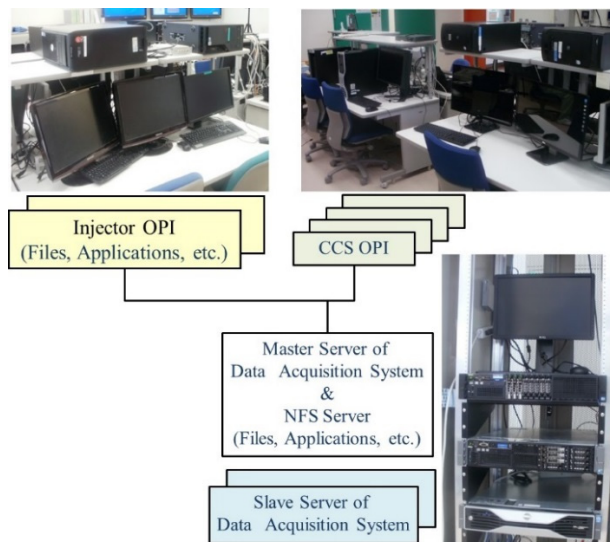 Injector OPI
(Files, Applications, etc.)
CCS OPI
Master Server of
Data Acquisition System
&
NFS Server
(Files, Applications, etc.)
Slave Server of
Data Acquisition System